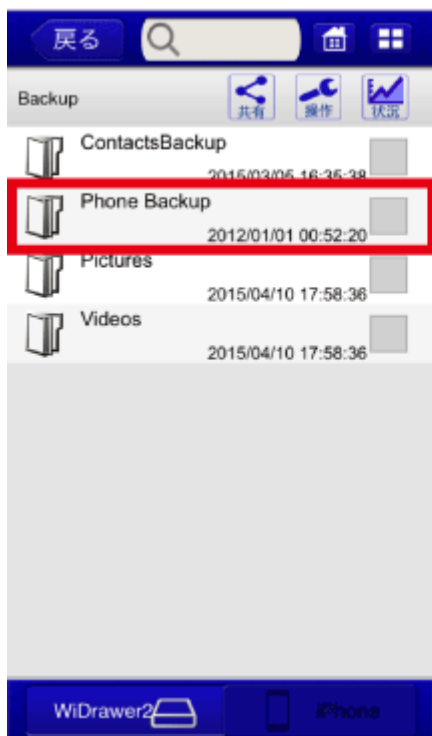 戻る
Backup
共有 操作 状況
ContactsBackup
2015/03/05 16:35:38
Phone Backup
2012/01/01 00:52:20
Pictures
2015/04/10 17:58:36
Videos
2015/04/10 17:58:36
WiDrawer2 iPhone